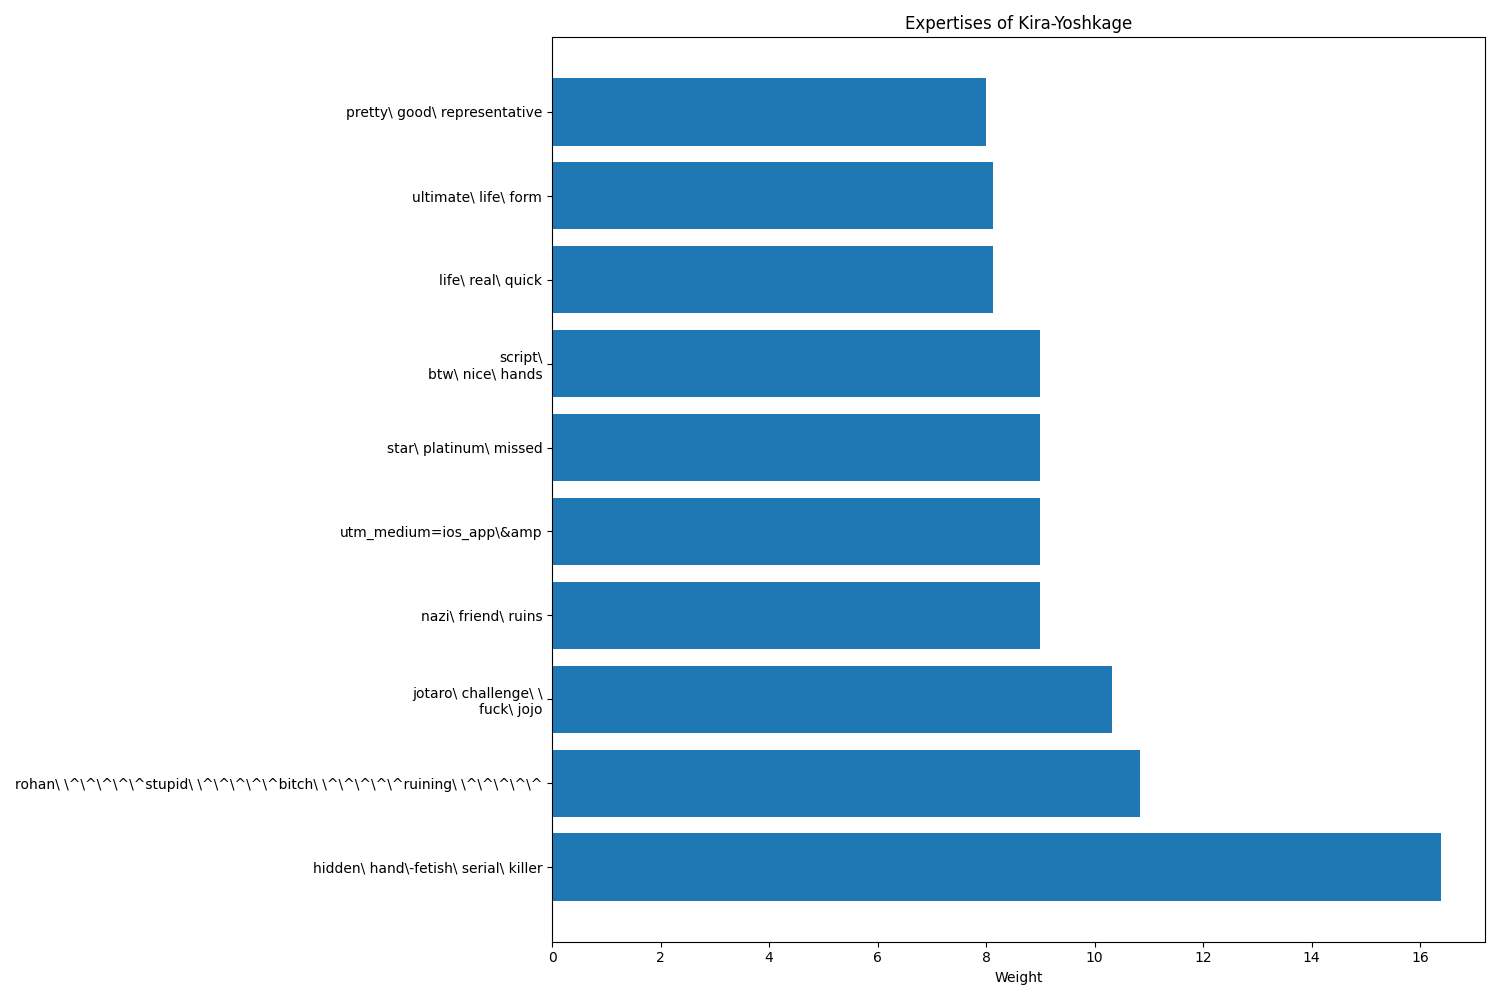 Expertises of Kira-Yoshkage
pretty\ good\ representative
ultimate\ life\ form
life\ real\ quick
script\
btw\ nice\ hands
star\ platinum\ missed
utm_medium=ios_app\&amp
nazi\ friend\ ruins
jotaro\ challenge\ \
fuck\ jojo
rohan\ \^\^\^\^\^stupid\ \^\^\^\^\^bitch\ \^\^\^\^\^ruining\ \^\^\^\^\^
hidden\ hand\-fetish\ serial\ killer
0 2 4 6 8 10 12 14 16
Weight